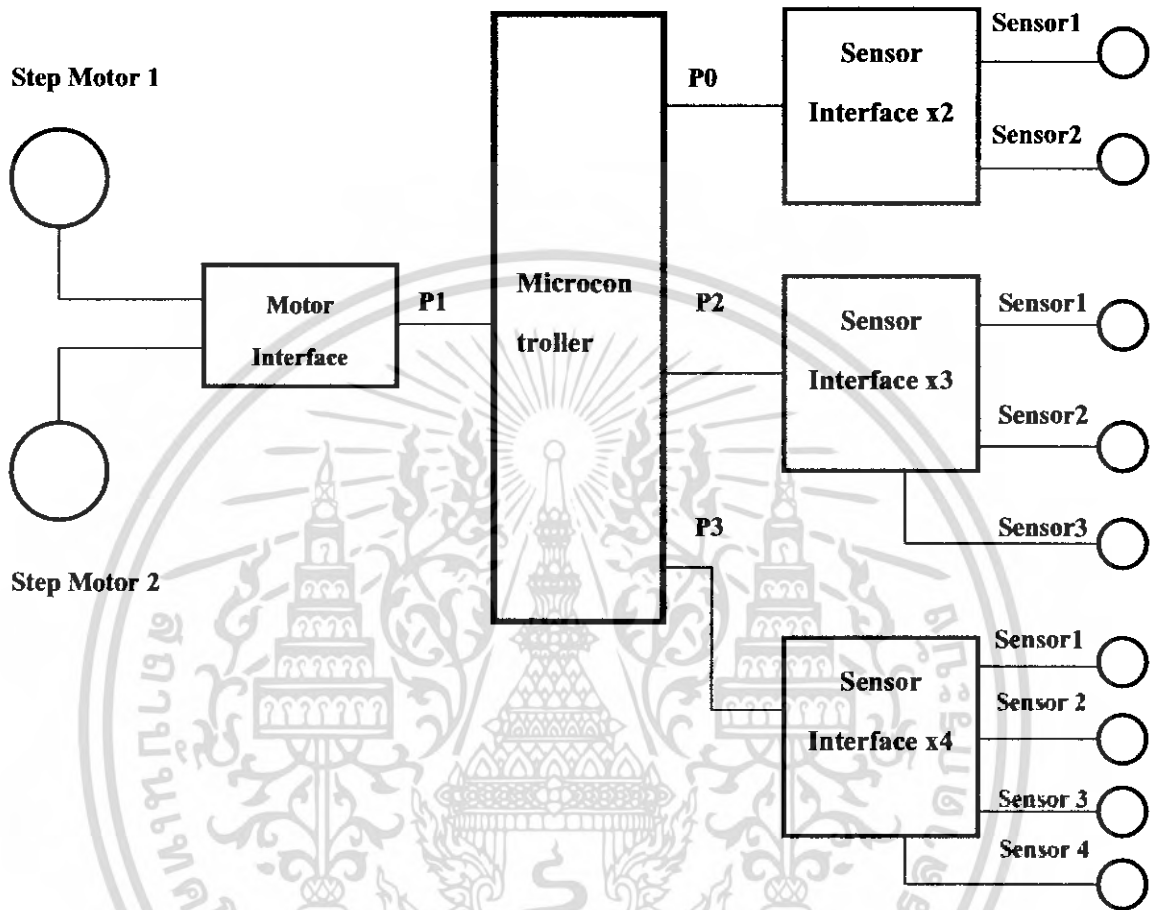 Step Motor 1
Step Motor 2
Motor
Interface
P1
Microcon
troller
P0
Sensor
Interface x2
Sensor1
Sensor2
P2
Sensor
Interface x3
Sensor1
Sensor2
Sensor3
P3
Sensor
Interface x4
Sensor1
Sensor 2
Sensor 3
Sensor 4